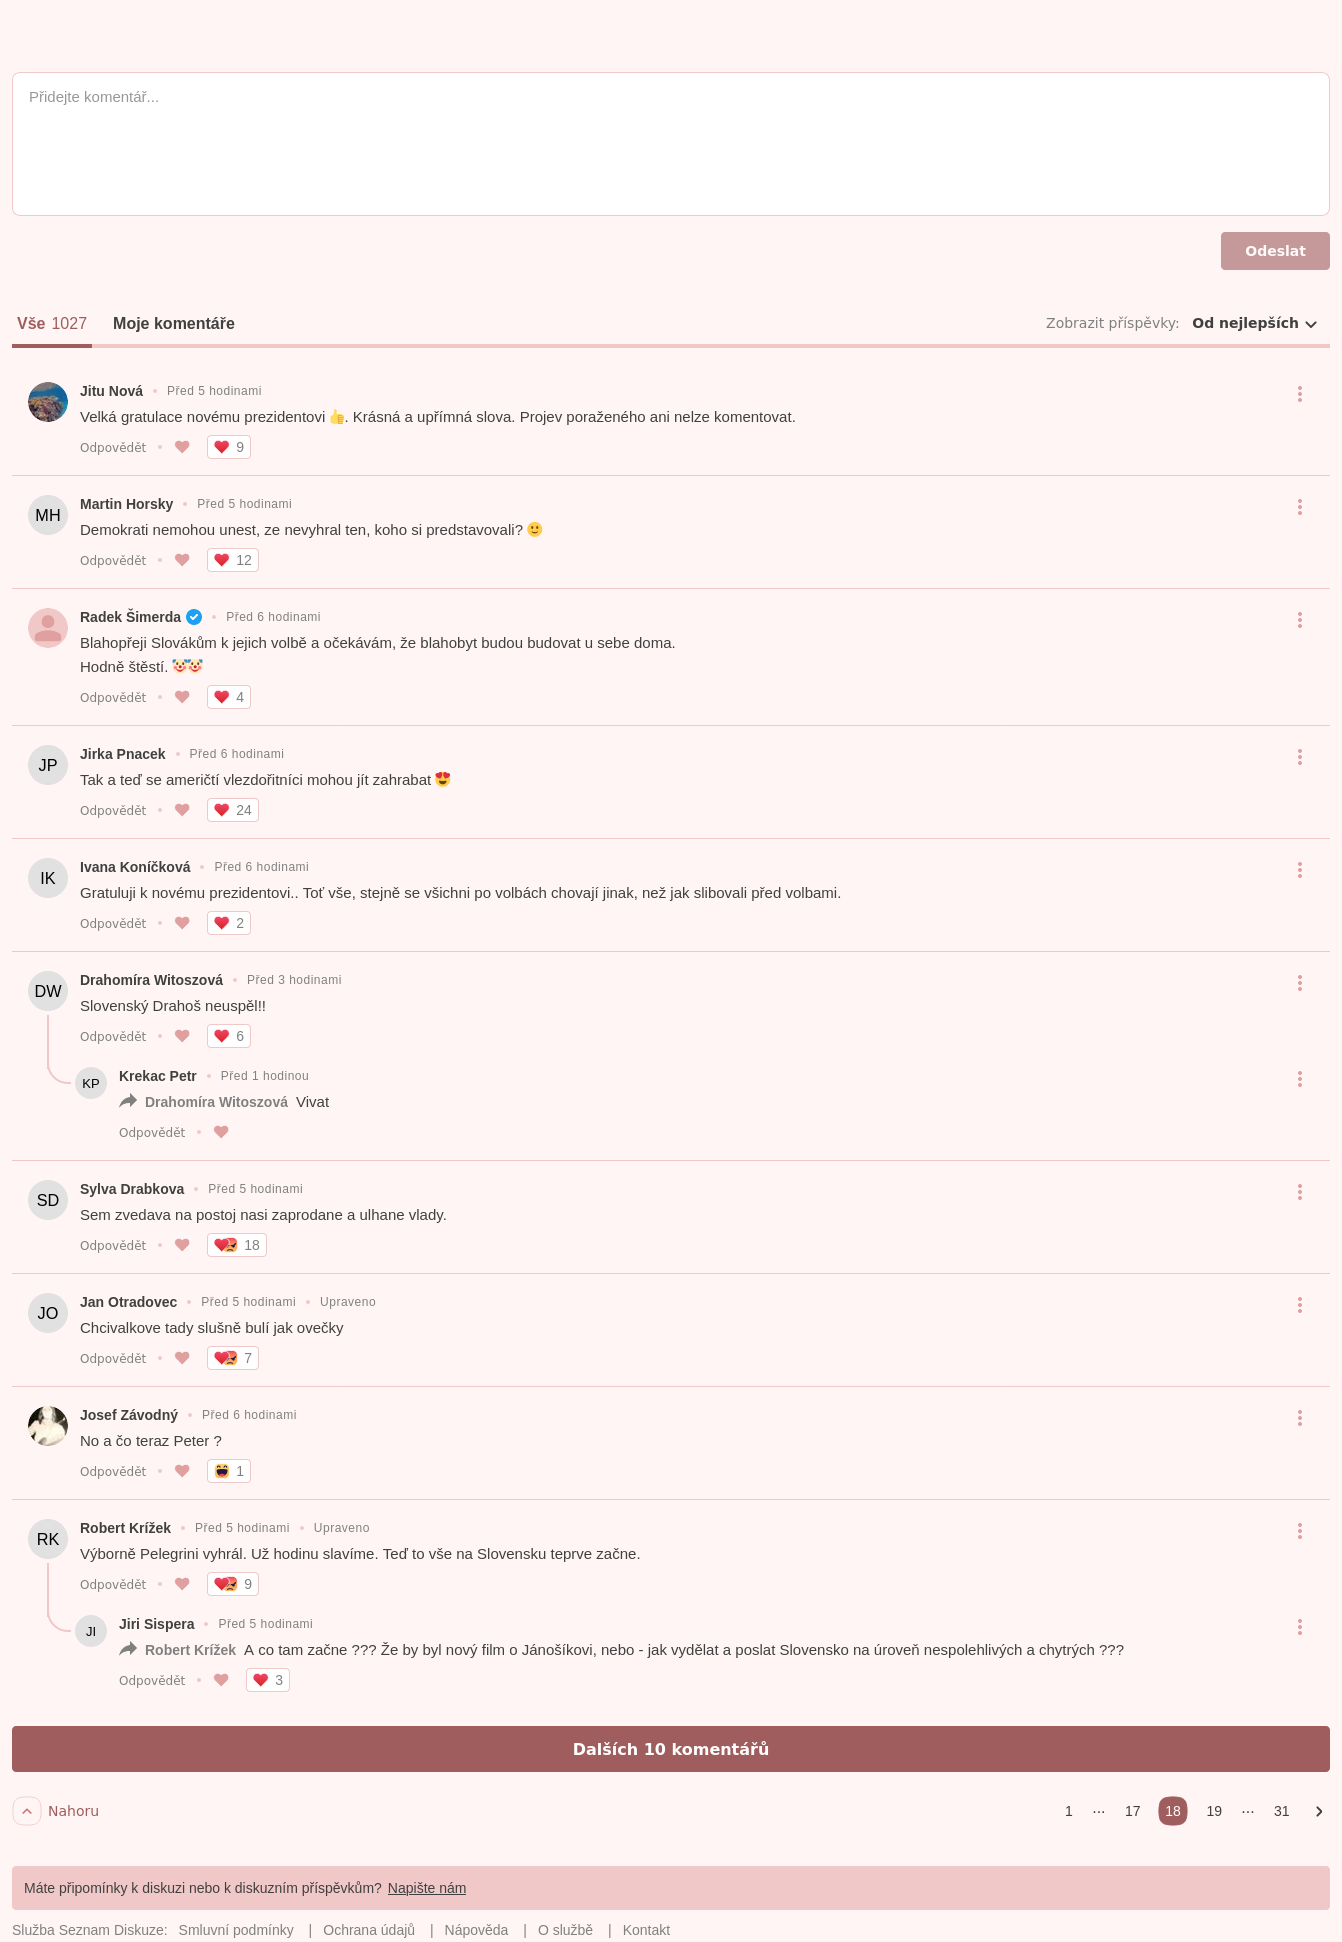 Přidejte komentář...
Odeslat
Vše 1027 Moje komentáře Zobrazit příspěvky: Od nejlepších
Jitu Nová • Před 5 hodinami
Velká gratulace novému prezidentovi 👍. Krásná a upřímná slova. Projev poraženého ani nelze komentovat.
Odpovědět • 9
MH Martin Horsky • Před 5 hodinami
Demokrati nemohou unest, ze nevyhral ten, koho si predstavovali? 🙂
Odpovědět • 12
Radek Šimerda • Před 6 hodinami
Blahopřeji Slovákům k jejich volbě a očekávám, že blahobyt budou budovat u sebe doma.
Hodně štěstí. 🤡🤡
Odpovědět • 4
JP Jirka Pnacek • Před 6 hodinami
Tak a teď se američtí vlezdořitníci mohou jít zahrabat 😍
Odpovědět • 24
IK Ivana Koníčková • Před 6 hodinami
Gratuluji k novému prezidentovi.. Toť vše, stejně se všichni po volbách chovají jinak, než jak slibovali před volbami.
Odpovědět • 2
DW Drahomíra Witoszová • Před 3 hodinami
Slovenský Drahoš neuspěl!!
Odpovědět • 6
KP Krekac Petr • Před 1 hodinou
Drahomíra Witoszová Vivat
Odpovědět •
SD Sylva Drabkova • Před 5 hodinami
Sem zvedava na postoj nasi zaprodane a ulhane vlady.
Odpovědět • 18
JO Jan Otradovec • Před 5 hodinami • Upraveno
Chcivalkove tady slušně bulí jak ovečky
Odpovědět • 7
Josef Závodný • Před 6 hodinami
No a čo teraz Peter ?
Odpovědět • 1
RK Robert Krížek • Před 5 hodinami • Upraveno
Výborně Pelegrini vyhrál. Už hodinu slavíme. Teď to vše na Slovensku teprve začne.
Odpovědět • 9
JI Jiri Sispera • Před 5 hodinami
Robert Krížek A co tam začne ??? Že by byl nový film o Jánošíkovi, nebo - jak vydělat a poslat Slovensko na úroveň nespolehlivých a chytrých ???
Odpovědět • 3
Dalších 10 komentářů
Nahoru 1 ... 17 18 19 ... 31
Máte připomínky k diskuzi nebo k diskuzním příspěvkům? Napište nám
Služba Seznam Diskuze: Smluvní podmínky | Ochrana údajů | Nápověda | O službě | Kontakt